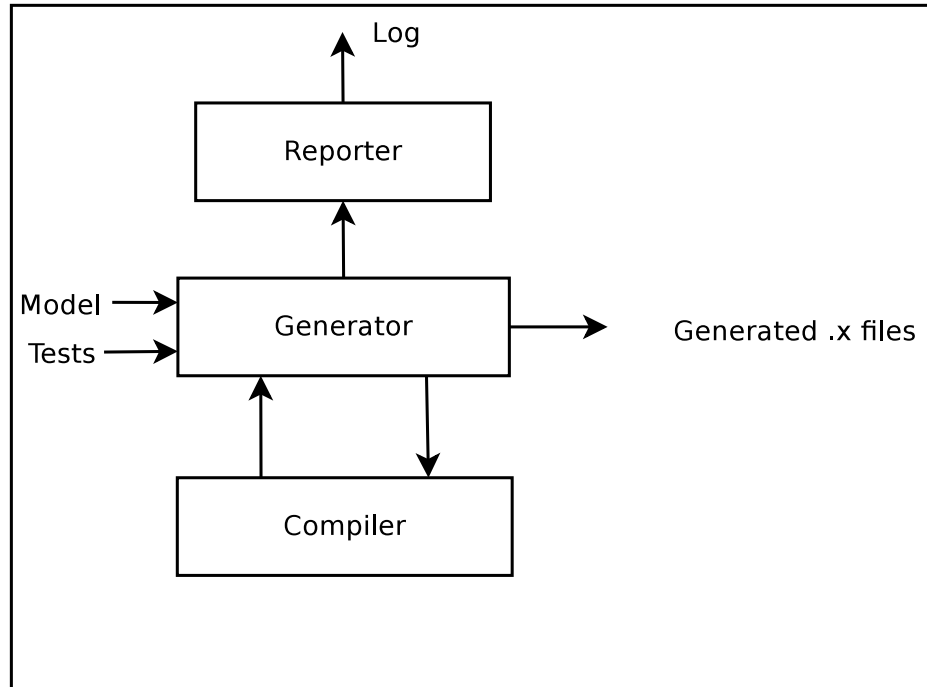 Log
Reporter
Model
Generator
Generated .x files
Tests
Compiler